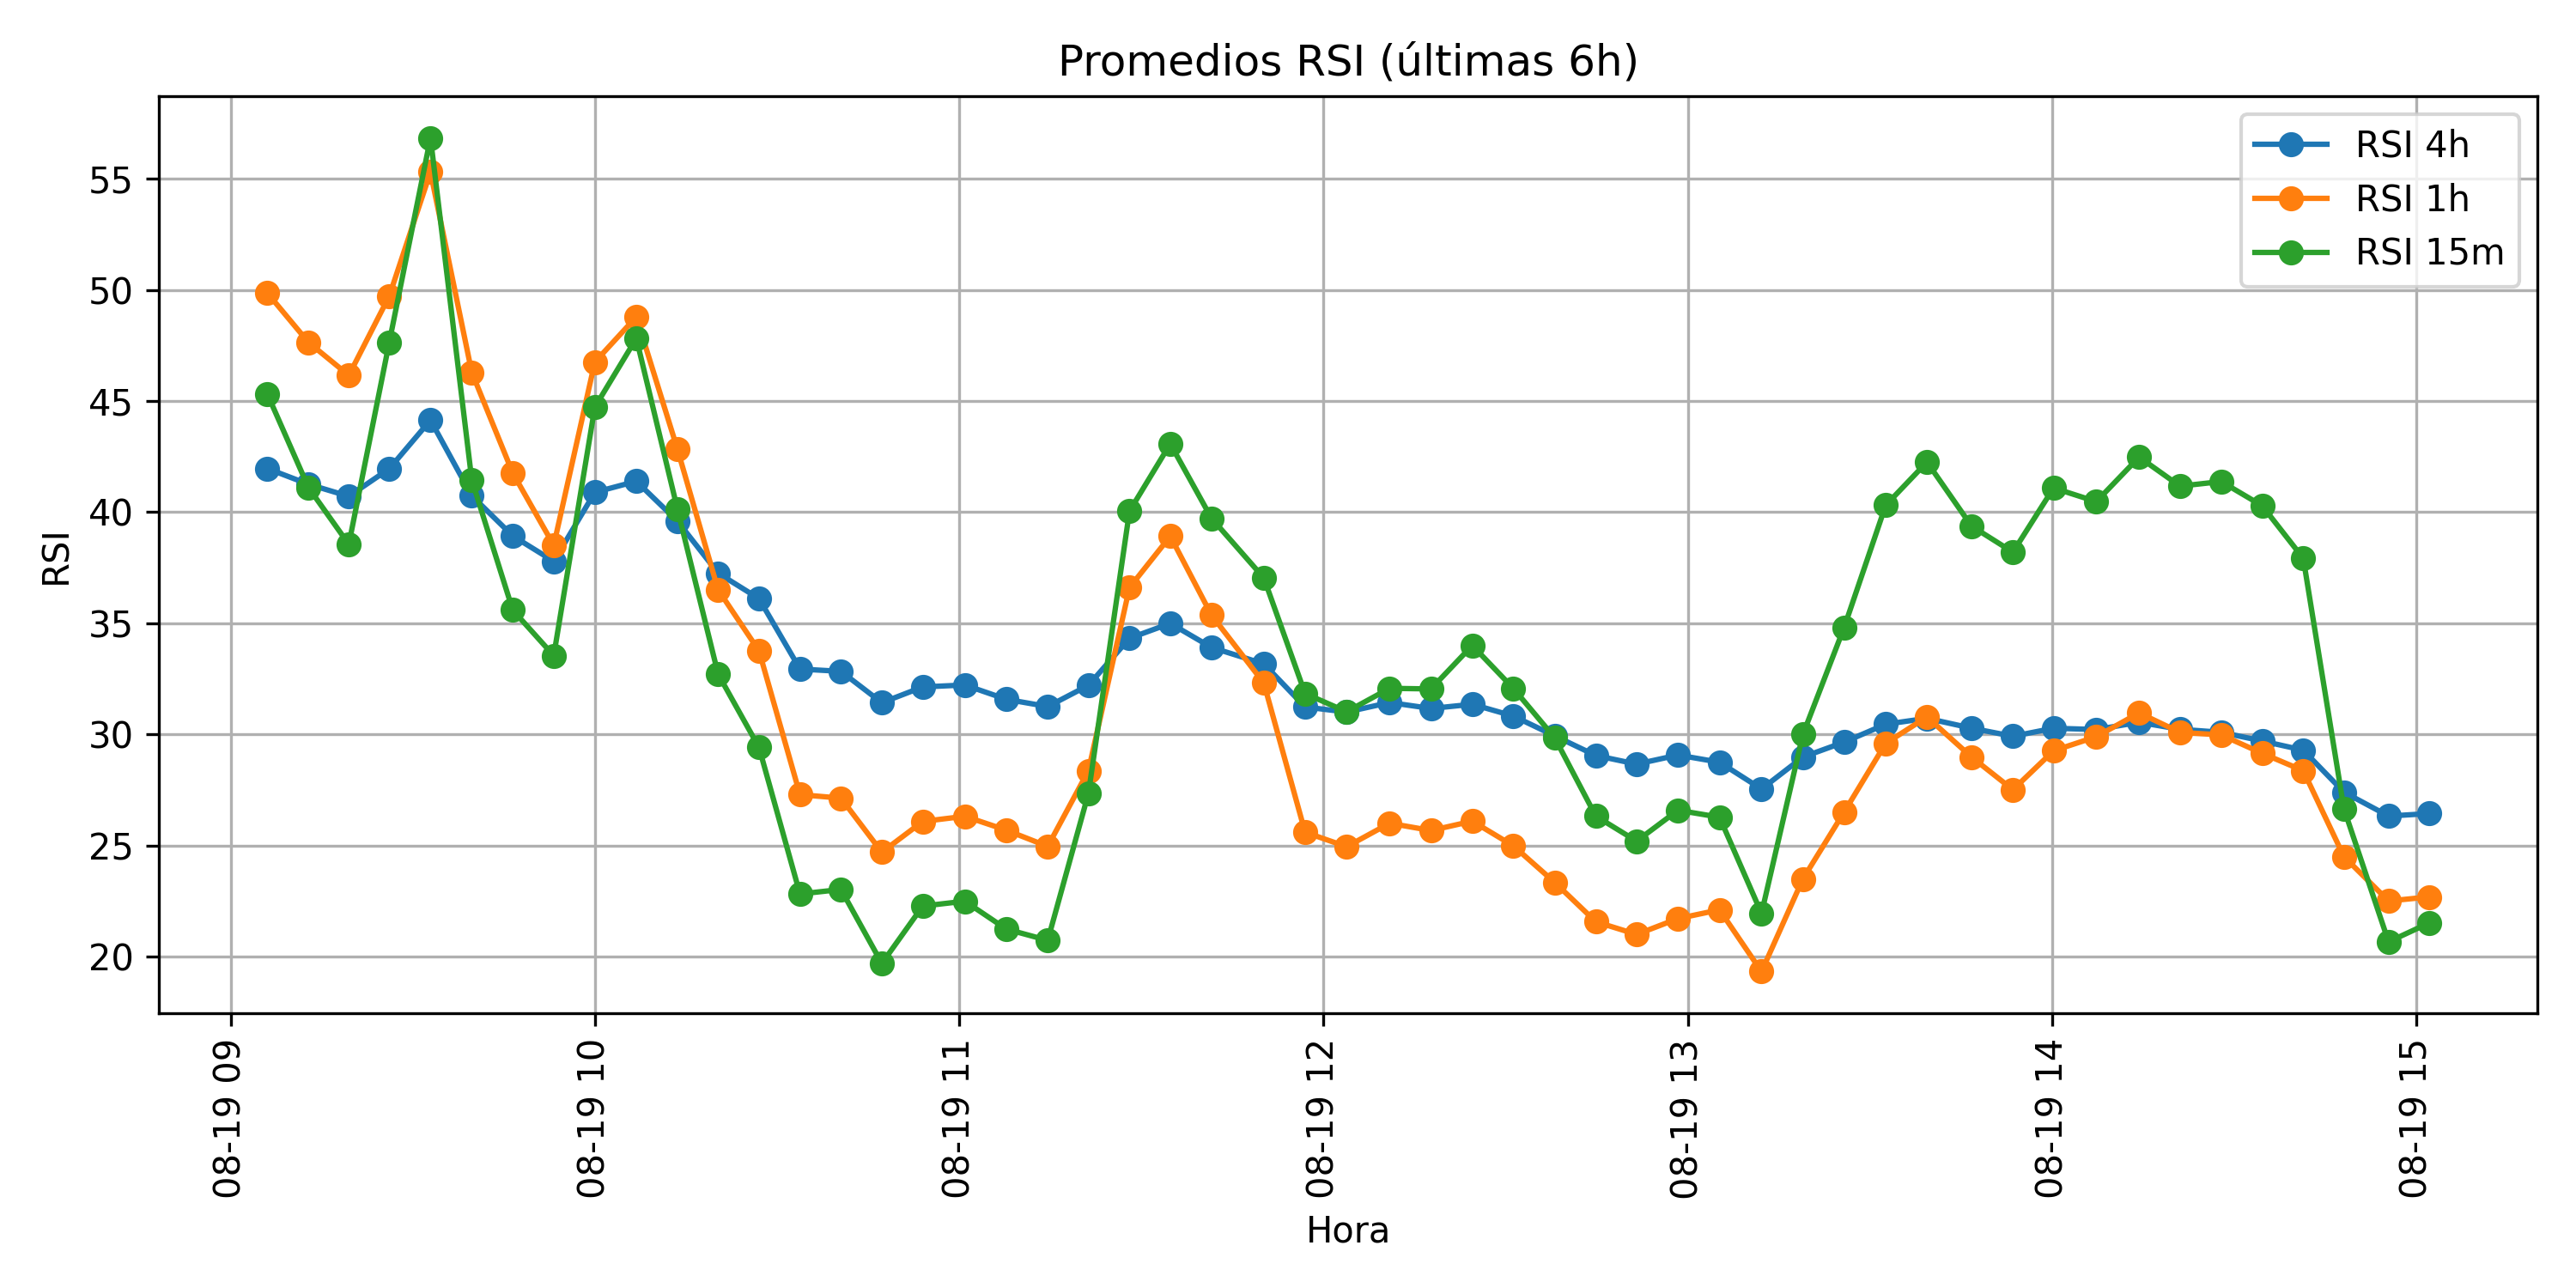 Promedios RSI (últimas 6h)
RSI 4h
RSI 1h
RSI 15m
RSI
55
50
45
40
35
30
25
20
08-19 09
08-19 10
08-19 11
08-19 12
08-19 13
08-19 14
08-19 15
Hora